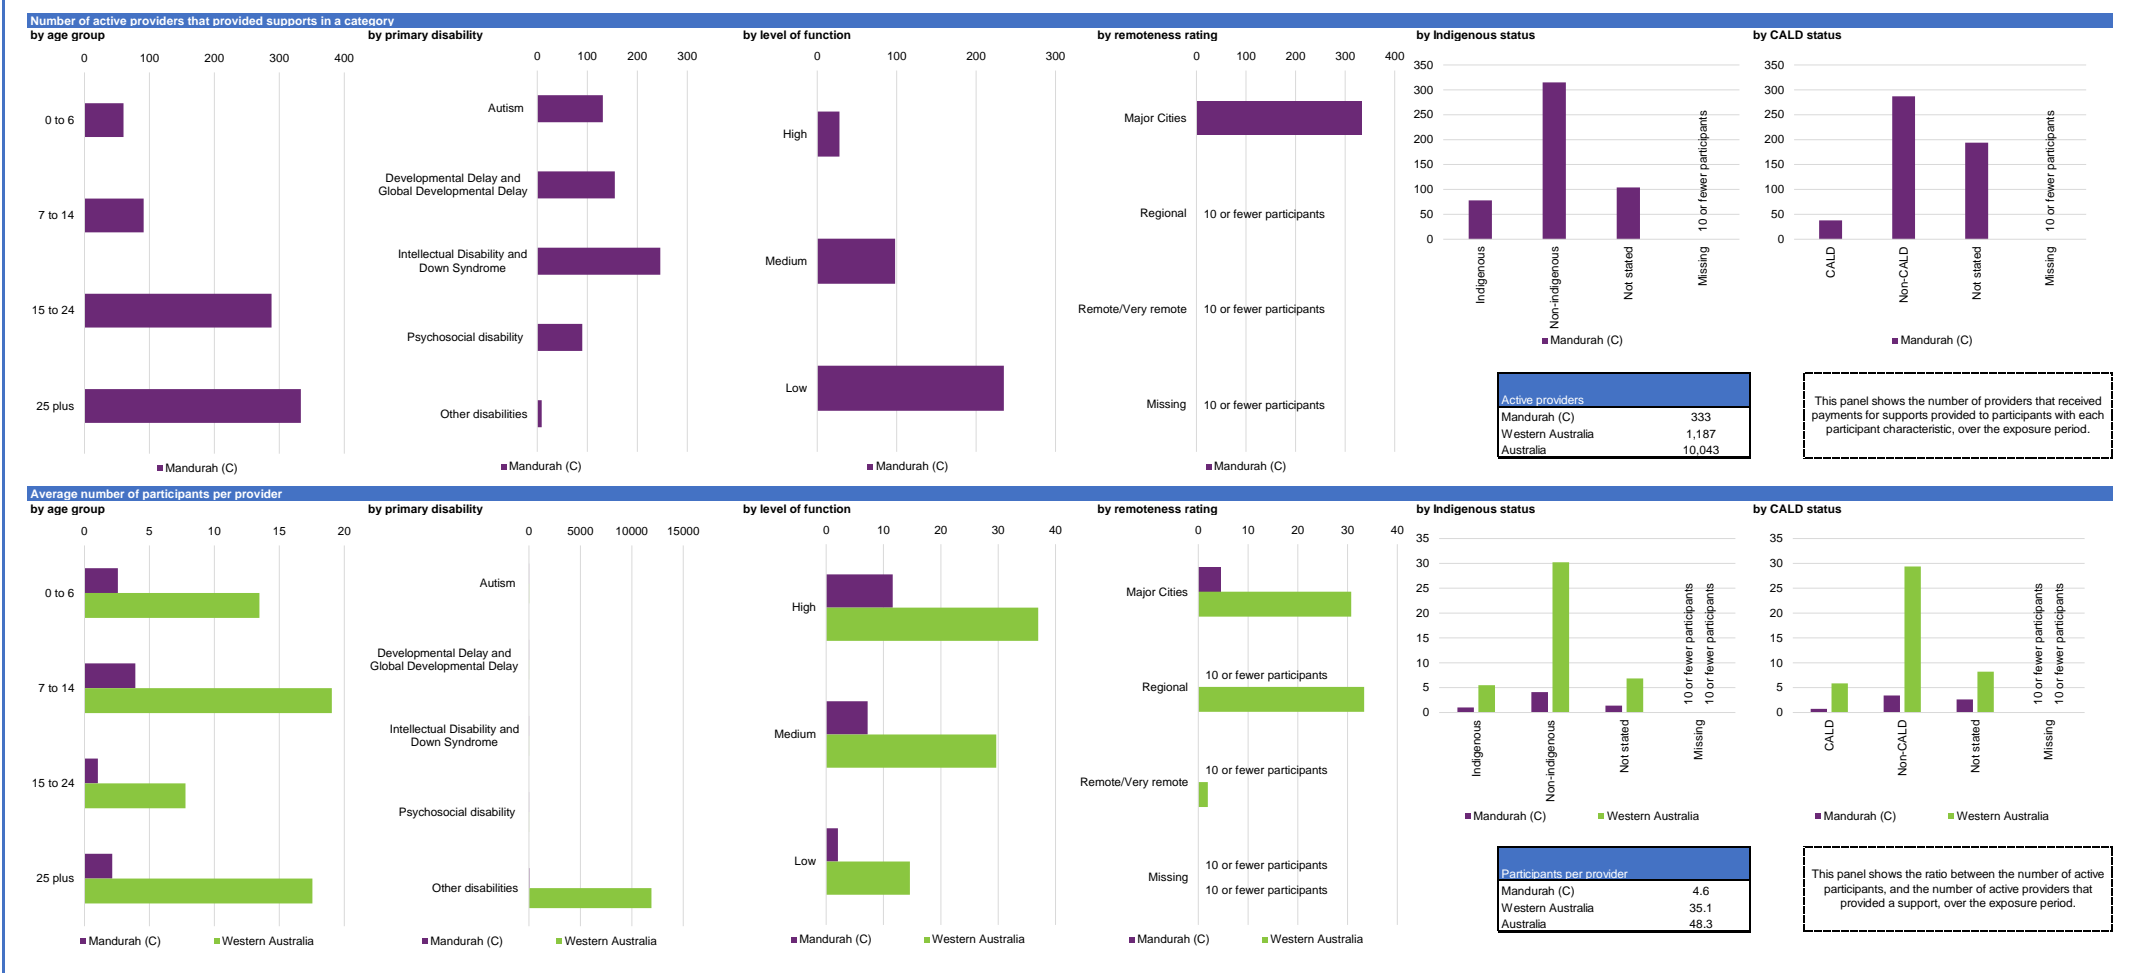 Number of active providers that provided supports in a category
by age group
0 100 200 300 400
0 to 6
7 to 14
15 to 24
25 plus
Mandurah (C)
by primary disability
0 100 200 300
Autism
Developmental Delay and
Global Developmental Delay
Intellectual Disability and
Down Syndrome
Psychosocial disability
Other disabilities
Mandurah (C)
by level of function
0 100 200 300
High
Medium
Low
Mandurah (C)
by remoteness rating
0 100 200 300 400
Major Cities
Regional 10 or fewer participants
Remote/Very remote 10 or fewer participants
Missing 10 or fewer participants
Mandurah (C)
by Indigenous status
350
300
250
200
150
100
50
0
10 or fewer participants
Indigenous
Non-indigenous
Not stated
Missing
Mandurah (C)
by CALD status
350
300
250
200
150
100
50
0
10 or fewer participants
CALD
Non-CALD
Not stated
Missing
Mandurah (C)
Active providers
Mandurah (C) 333
Western Australia 1,187
Australia 10,043
This panel shows the number of providers that received
payments for supports provided to participants with each
participant characteristic, over the exposure period.
Average number of participants per provider
by age group
0 5 10 15 20
0 to 6
7 to 14
15 to 24
25 plus
Mandurah (C) Western Australia
by primary disability
0 5000 10000 15000
Autism
Developmental Delay and
Global Developmental Delay
Intellectual Disability and
Down Syndrome
Psychosocial disability
Other disabilities
Mandurah (C) Western Australia
by level of function
0 10 20 30 40
High
Medium
Low
Mandurah (C) Western Australia
by remoteness rating
0 10 20 30 40
Major Cities
10 or fewer participants
Regional
10 or fewer participants
Remote/Very remote
10 or fewer participants
Missing
10 or fewer participants
Mandurah (C) Western Australia
by Indigenous status
35
30
25
20
15
10
5
0
10 or fewer participants
10 or fewer participants
Indigenous
Non-indigenous
Not stated
Missing
Mandurah (C) Western Australia
by CALD status
35
30
25
20
15
10
5
0
10 or fewer participants
10 or fewer participants
CALD
Non-CALD
Not stated
Missing
Mandurah (C) Western Australia
Participants per provider
Mandurah (C) 4.6
Western Australia 35.1
Australia 48.3
This panel shows the ratio between the number of active
participants, and the number of active providers that
provided a support, over the exposure period.